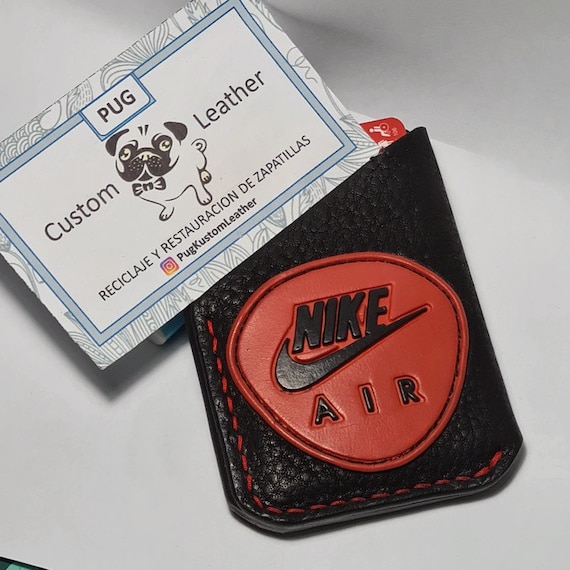 PUG
Custom Leather
RECICLAJE Y RESTAURACION DE ZAPATILLAS
@PugKustomLeather
NIKE
AIR